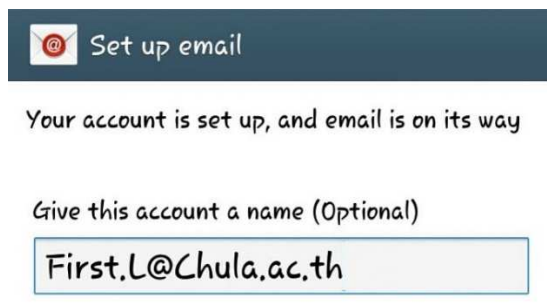 Set up email
Your account is set up, and email is on its way
Give this account a name (Optional)
First.L@Chula.ac.th